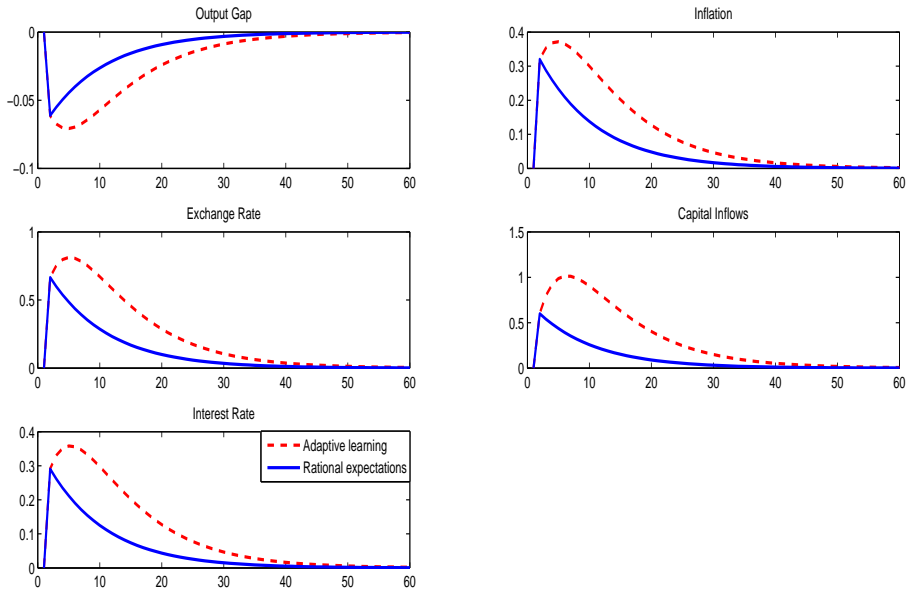 Output Gap
0
−0.05
−0.1
0 10 20 30 40 50 60
Inflation
0.4
0.3
0.2
0.1
0
0 10 20 30 40 50 60
Exchange Rate
1
0.5
0
0 10 20 30 40 50 60
Capital Inflows
1.5
1
0.5
0
0 10 20 30 40 50 60
Interest Rate
0.4
0.3
0.2
0.1
0
0 10 20 30 40 50 60
Adaptive learning
Rational expectations